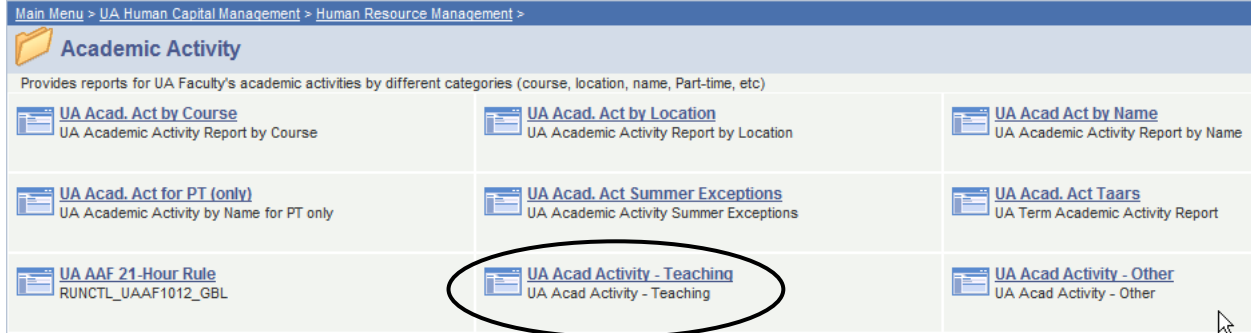 Main Menu > UA Human Capital Management > Human Resource Management >
Academic Activity
Provides reports for UA Faculty's academic activities by different categories (course, location, name, Part-time, etc)
UA Acad. Act by Course
UA Academic Activity Report by Course
UA Acad. Act by Location
UA Academic Activity Report by Location
UA Acad Act by Name
UA Academic Activity Report by Name
UA Acad. Act for PT (only)
UA Academic Activity by Name for PT only
UA Acad. Act Summer Exceptions
UA Academic Activity Summer Exceptions
UA Acad. Act Taars
UA Term Academic Activity Report
UA AAF 21-Hour Rule
RUNCTL_UAAF1012_GBL
UA Acad Activity - Teaching
UA Acad Activity - Teaching
UA Acad Activity - Other
UA Acad Activity - Other